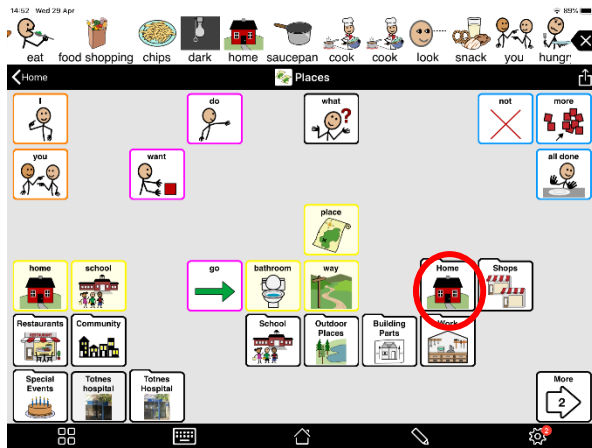 14:52 Wed 29 Apr 89%
eat food shopping chips dark home saucepan cook cook look snack you hungr
Home Places
I do what not more
?
you want all done
place
home school go bathroom way Home Shops
Restaurants Community School Outdoor Places Building Parts Work
RESTAURANT
Special Events Totnes hospital Totnes Hospital More
2
2